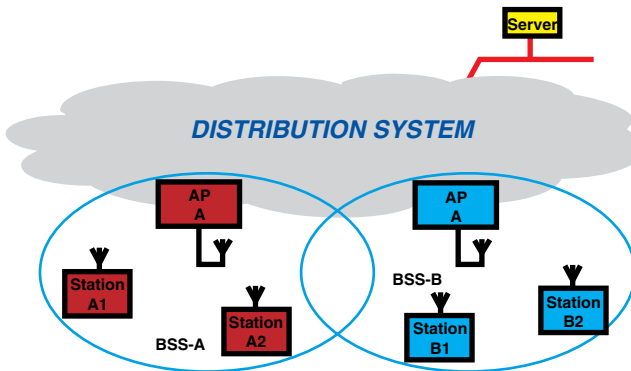 Server
DISTRIBUTION SYSTEM
AP
A
AP
A
Station
A1
BSS-A
Station
A2
BSS-B
Station
B1
Station
B2